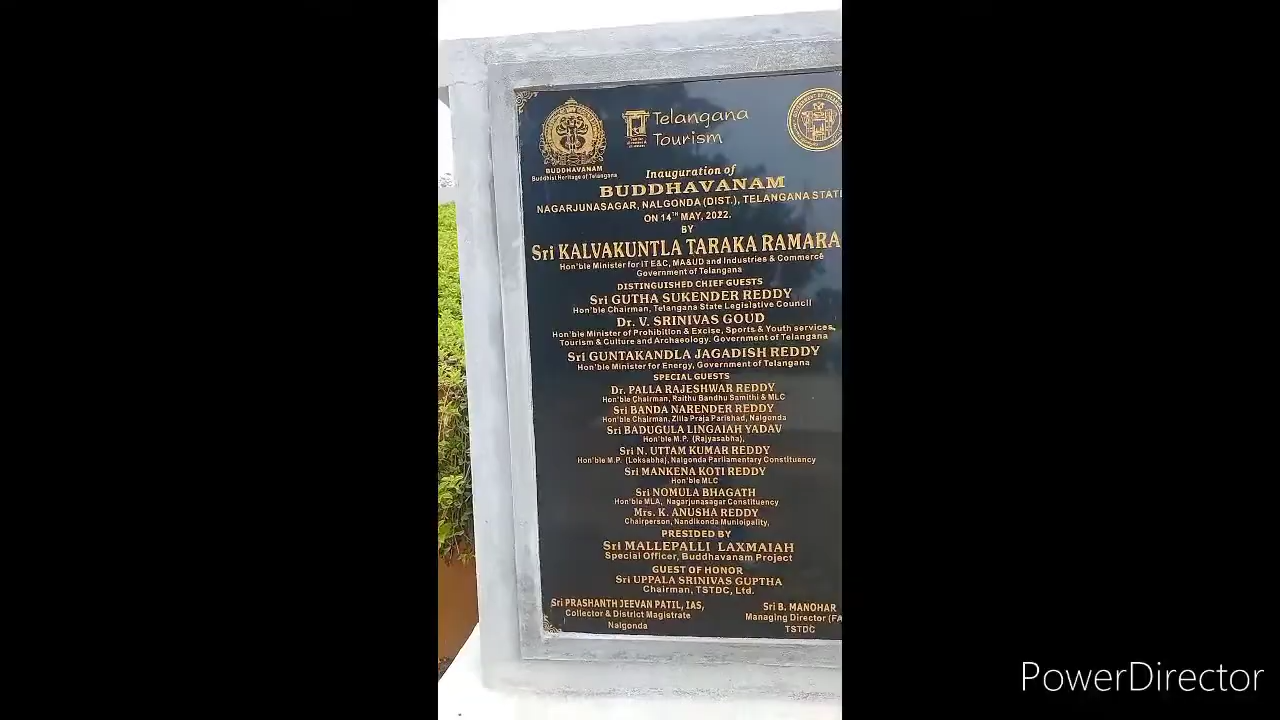 Telangana
Tourism
BUDDHAVANAM
Buddhist Heritage of Telangana
Inauguration of
BUDDHAVANAM
NAGARJUNASAGAR, NALGONDA (DIST.), TELANGANA STATE
ON 14TH MAY, 2022.
BY
Sri KALVAKUNTLA TARAKA RAMARA
Hon'ble Minister for IT E&C, MA&UD and Industries & Commerce
Government of Telangana
DISTINGUISHED CHIEF GUESTS
Sri GUTHA SUKENDER REDDY
Hon'ble Chairman, Telangana State Legislative Council
Dr. V. SRINIVAS GOUD
Hon'ble Minister of Prohibition & Excise, Sports & Youth services,
Tourism & Culture and Archaeology. Government of Telangana
Sri GUNTAKANDLA JAGADISH REDDY
Hon'ble Minister for Energy, Government of Telangana
SPECIAL GUESTS
Dr. PALLA RAJESHWAR REDDY
Hon'ble Chairman, Raithu Bandhu Samithi & MLC
Sri BANDA NARENDER REDDY
Hon'ble Chairman, Zilla Praja Parishad, Nalgonda
Sri BADUGULA LINGAIAH YADAV
Hon'ble M.P. (Rajyasabha),
Sri N. UTTAM KUMAR REDDY
Hon'ble M.P. (Loksabha), Nalgonda Parliamentary Constituency
Sri MANKENA KOTI REDDY
Hon'ble MLC
Sri NOMULA BHAGATH
Hon'ble MLA, Nagarjunasagar Constituency
Mrs. K. ANUSHA REDDY
Chairperson, Nandikonda Municipality,
PRESIDED BY
Sri MALLEPALLI LAXMAIAH
Special Officer, Buddhavanam Project
GUEST OF HONOR
Sri UPPALA SRINIVAS GUPTHA
Chairman, TSTDC, Ltd.
Sri PRASHANTH JEEVAN PATIL, IAS,
Collector & District Magistrate
Nalgonda
Sri B. MANOHAR
Managing Director (FA
TSTDC
PowerDirector